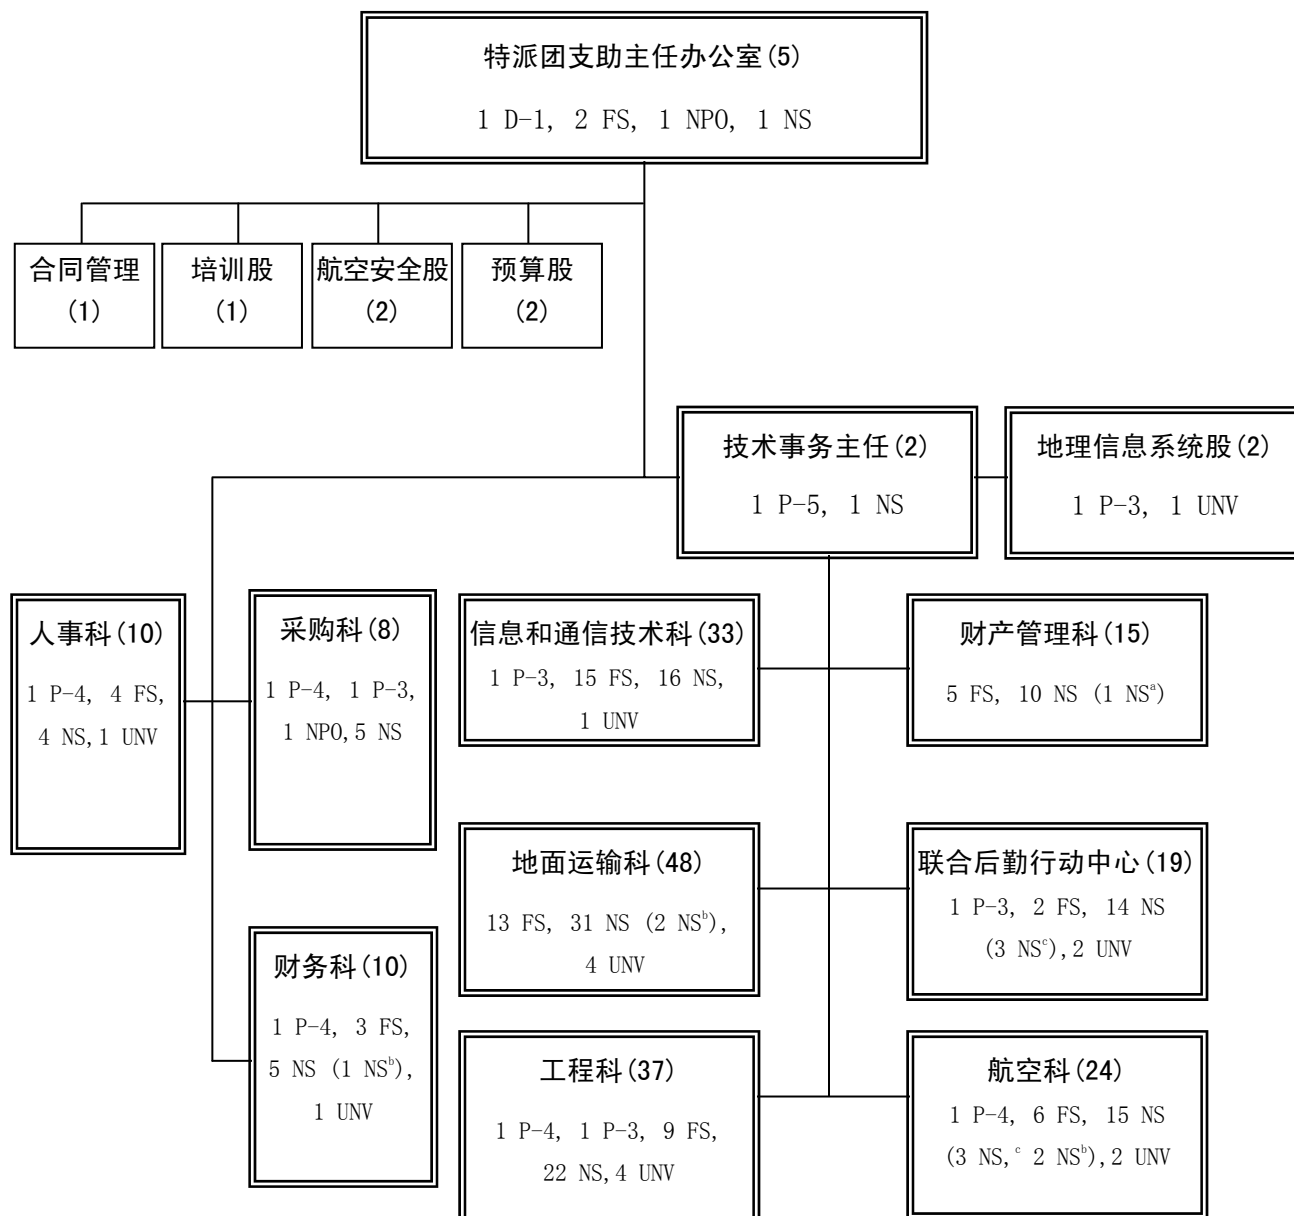 特派团支助主任办公室(5)
1 D-1, 2 FS, 1 NPO, 1 NS
合同管理
(1)
培训股
(1)
航空安全股
(2)
预算股
(2)
技术事务主任(2)
1 P-5, 1 NS
地理信息系统股(2)
1 P-3, 1 UNV
人事科(10)
1 P-4, 4 FS,
4 NS,1 UNV
采购科(8)
1 P-4, 1 P-3,
1 NPO,5 NS
信息和通信技术科(33)
1 P-3, 15 FS, 16 NS,
1 UNV
财产管理科(15)
5 FS, 10 NS (1 NSᵃ)
地面运输科(48)
13 FS, 31 NS (2 NSᵇ),
4 UNV
联合后勤行动中心(19)
1 P-3, 2 FS, 14 NS
(3 NSᶜ),2 UNV
财务科(10)
1 P-4, 3 FS,
5 NS (1 NSᵇ),
1 UNV
工程科(37)
1 P-4, 1 P-3, 9 FS,
22 NS,4 UNV
航空科(24)
1 P-4, 6 FS, 15 NS
(3 NS,ᶜ 2 NSᵇ),2 UNV